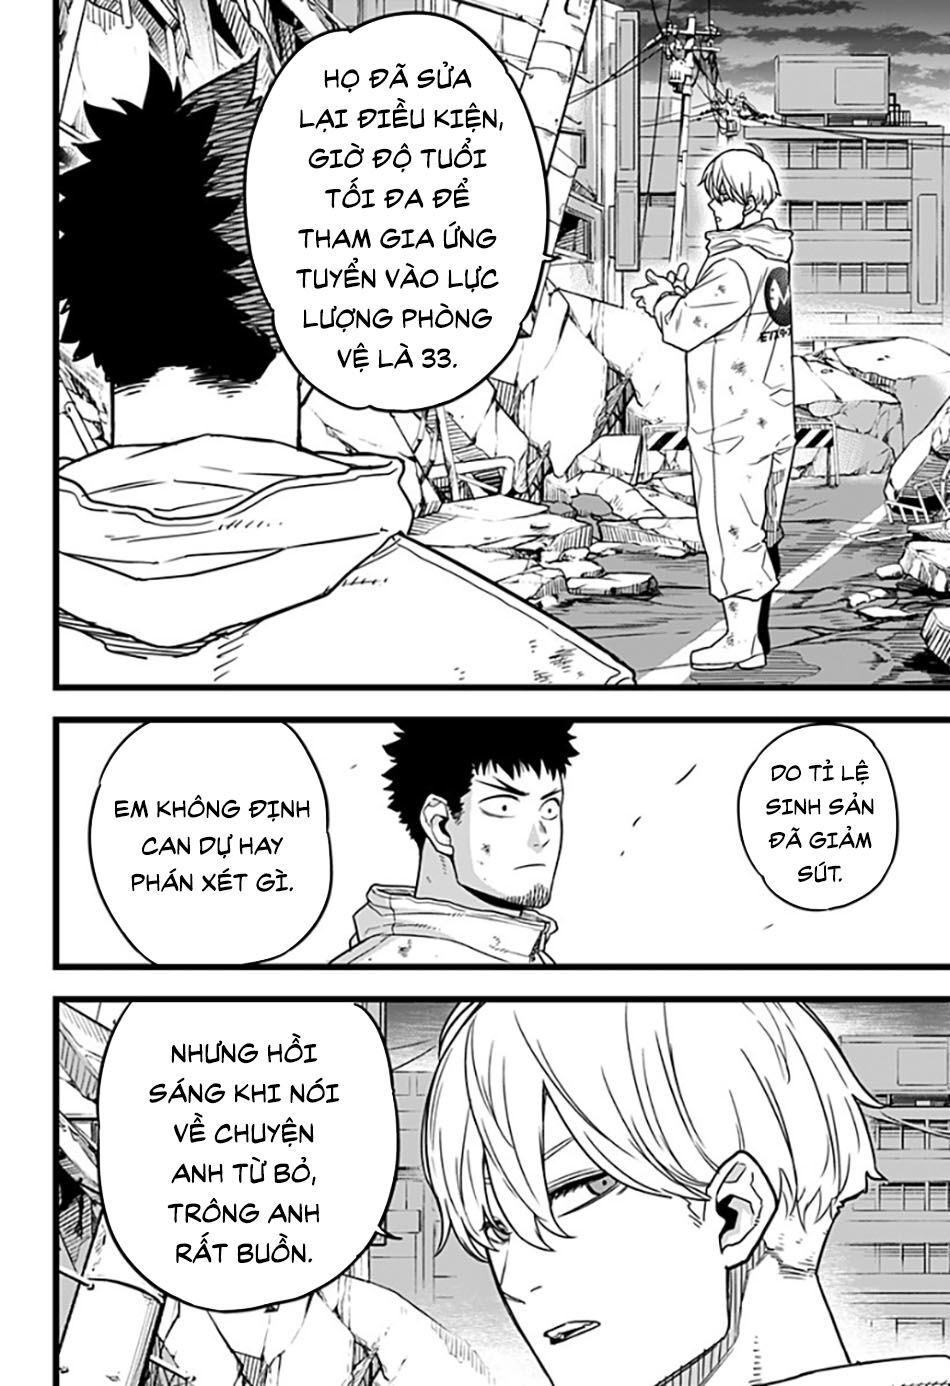 HỌ ĐÃ SỬA
LẠI ĐIỀU KIỆN,
GIỜ ĐỘ TUỔI
TỐI ĐA ĐỂ
THAM GIA ỨNG
TUYỂN VÀO LỰC
LƯỢNG PHÒNG
VỆ LÀ 33.
DO TỈ LỆ
SINH SẢN
ĐÃ GIẢM
SÚT.
EM KHÔNG ĐỊNH
CAN DỰ HAY
PHÁN XÉT GÌ.
NHƯNG HỒI
SÁNG KHI NÓI
VỀ CHUYỆN
ANH TỪ BỎ,
TRÔNG ANH
RẤT BUỒN.